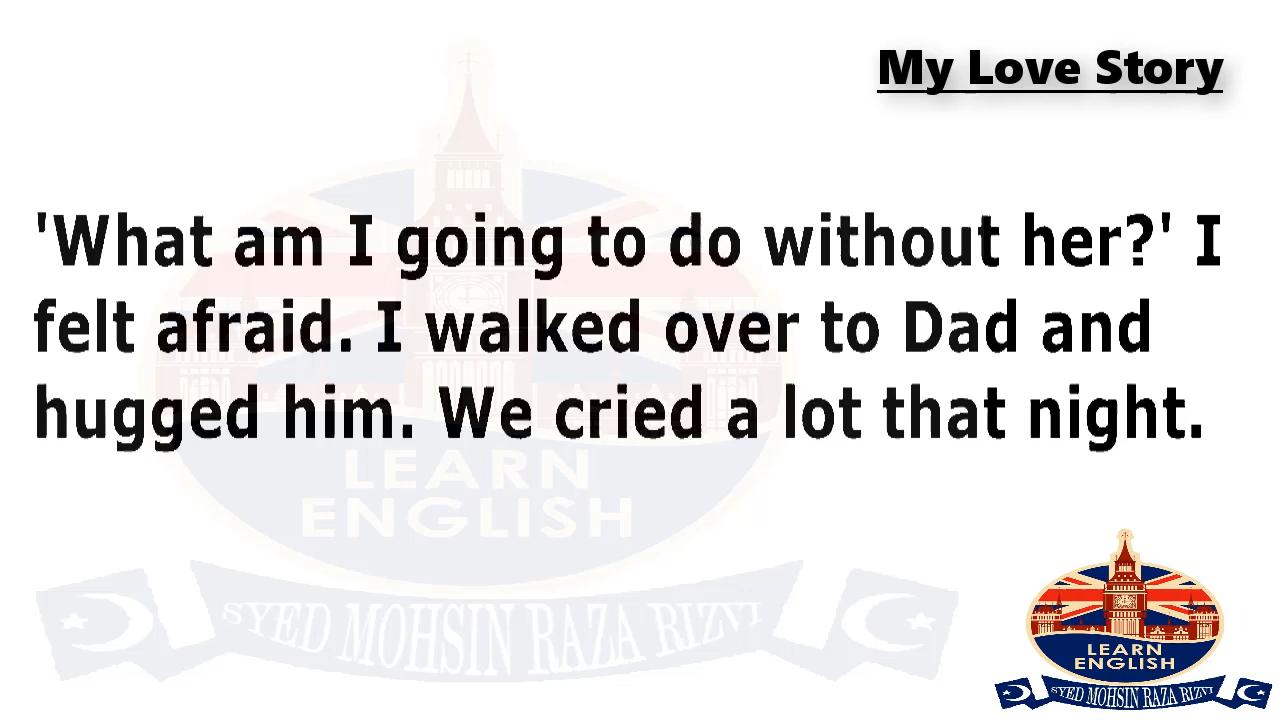 My Love Story
'What am I going to do without her?' I
felt afraid. I walked over to Dad and
hugged him. We cried a lot that night.
LEARN
ENGLISH
SYED MOHSIN RAZA RIZVI
LEARN
ENGLISH
SYED MOHSIN RAZA RIZVI